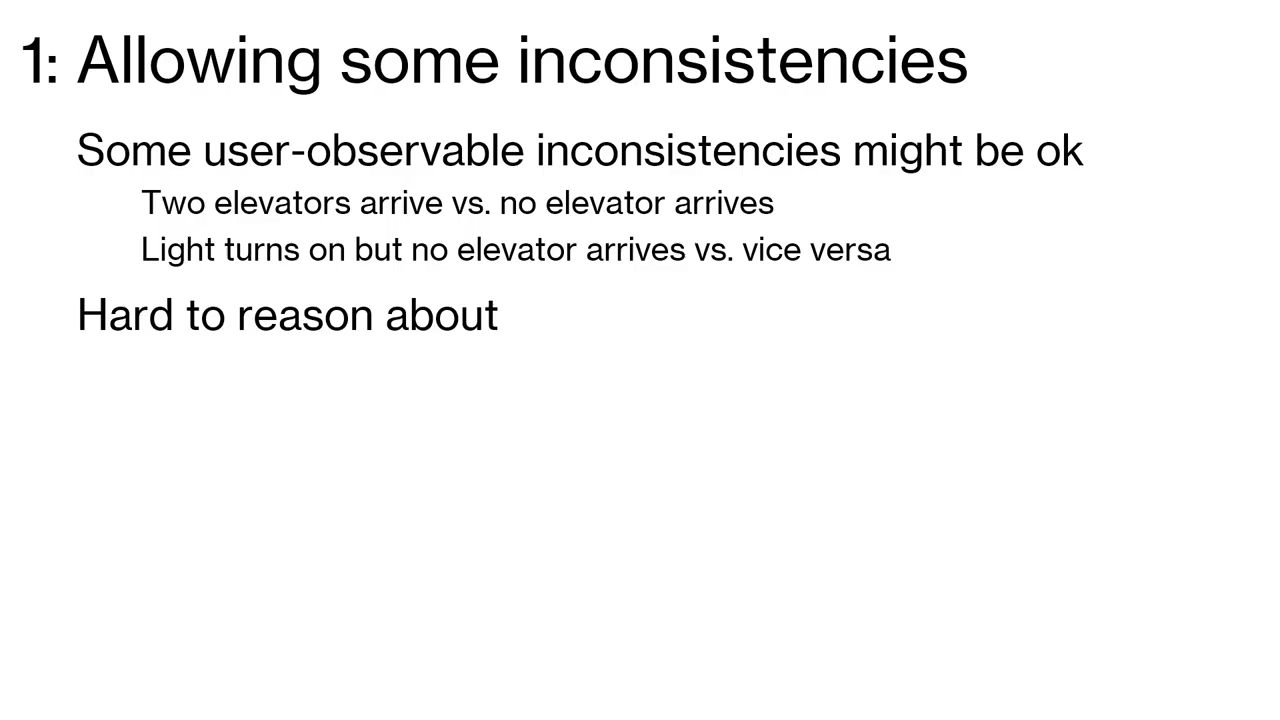 1: Allowing some inconsistencies
Some user-observable inconsistencies might be ok
Two elevators arrive vs. no elevator arrives
Light turns on but no elevator arrives vs. vice versa
Hard to reason about